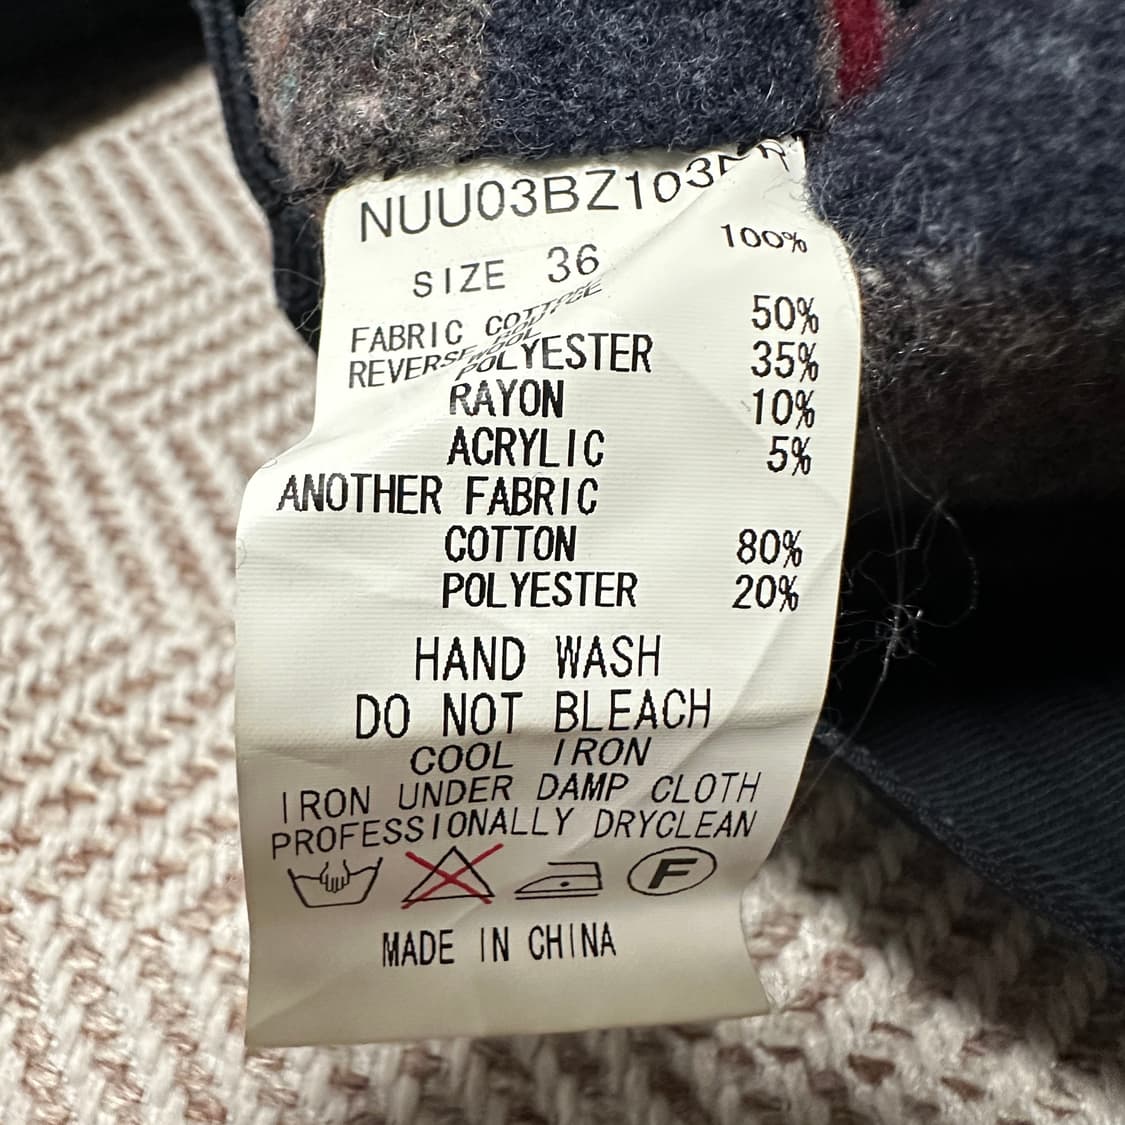 NUU03BZ103
SIZE 36
FABRIC COTTON 100%
REVERSE
WOOL 50%
POLYESTER 35%
RAYON 10%
ACRYLIC 5%
ANOTHER FABRIC
COTTON 80%
POLYESTER 20%
HAND WASH
DO NOT BLEACH
COOL IRON
IRON UNDER DAMP CLOTH
PROFESSIONALLY DRYCLEAN
F
MADE IN CHINA